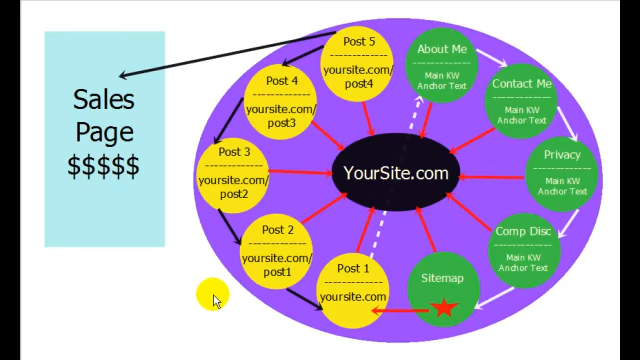 Sales
Page
$$$$$
Post 5
--------------
yoursite.com/
post4
Post 4
--------------
yoursite.com/
post3
Post 3
--------------
yoursite.com/
post2
Post 2
--------------
yoursite.com/
post1
Post 1
--------------
yoursite.com
YourSite.com
About Me
--------------
Main KW
Anchor Text
Contact Me
--------------
Main KW
Anchor Text
Privacy
--------------
Main KW
Anchor Text
Comp Disc
--------------
Main KW
Anchor Text
Sitemap